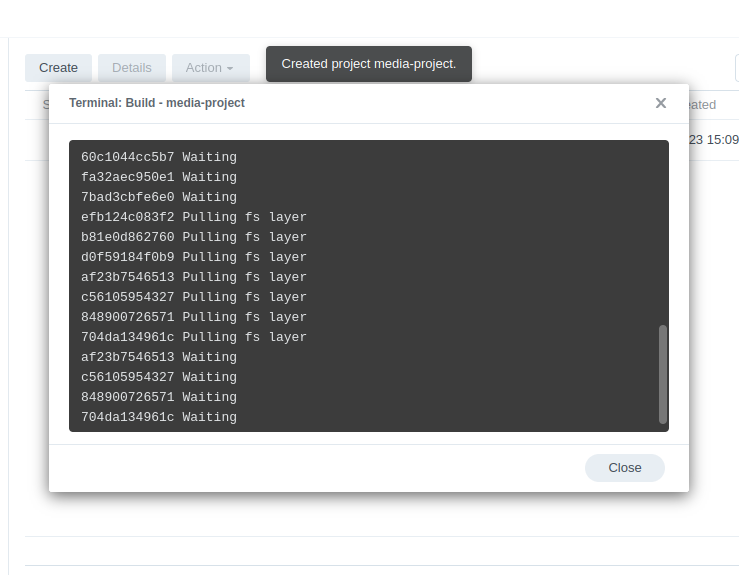 Create
Details
Action
Created project media-project.
S
eated
23 15:09
Terminal: Build - media-project
60c1044cc5b7 Waiting
fa32aec950e1 Waiting
7bad3cbfe6e0 Waiting
efb124c083f2 Pulling fs layer
b81e0d862760 Pulling fs layer
d0f59184f0b9 Pulling fs layer
af23b7546513 Pulling fs layer
c56105954327 Pulling fs layer
848900726571 Pulling fs layer
704da134961c Pulling fs layer
af23b7546513 Waiting
c56105954327 Waiting
848900726571 Waiting
704da134961c Waiting
Close